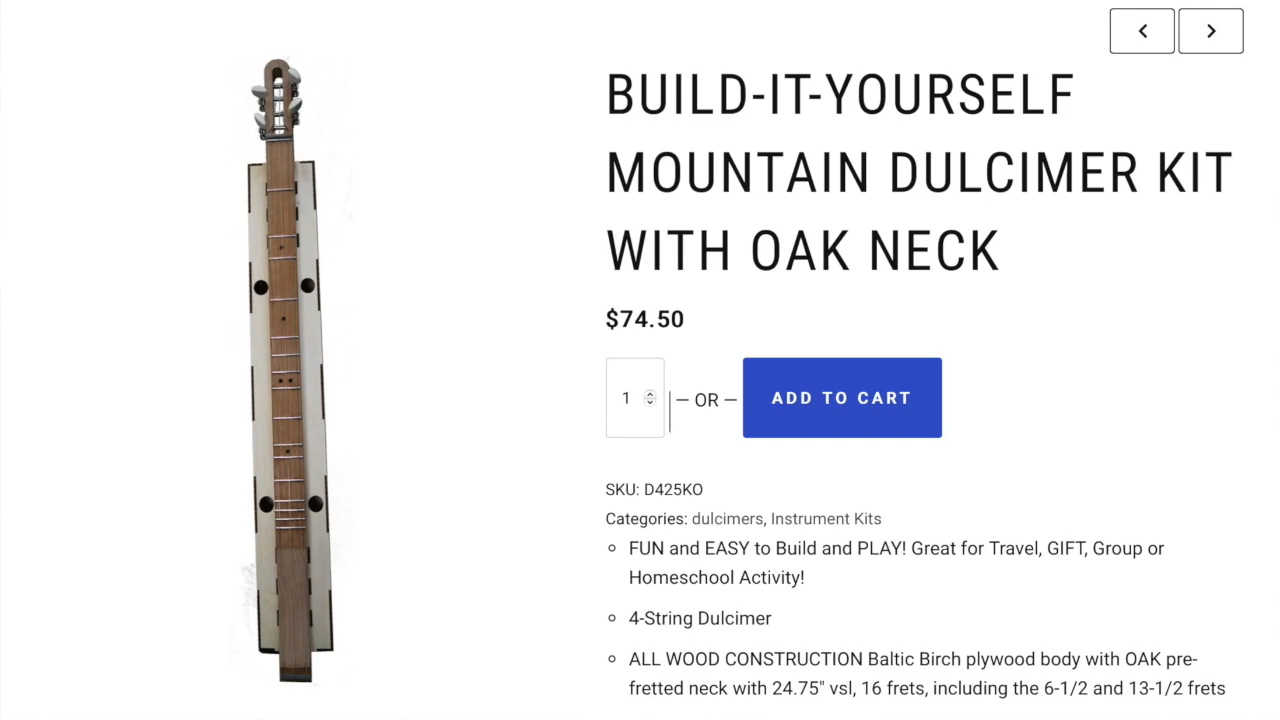 BUILD-IT-YOURSELF
MOUNTAIN DULCIMER KIT
WITH OAK NECK
$74.50
1
— OR —
ADD TO CART
SKU: D425KO
Categories: dulcimers, Instrument Kits
FUN and EASY to Build and PLAY! Great for Travel, GIFT, Group or
Homeschool Activity!
4-String Dulcimer
ALL WOOD CONSTRUCTION Baltic Birch plywood body with OAK pre-
fretted neck with 24.75" vsl, 16 frets, including the 6-1/2 and 13-1/2 frets